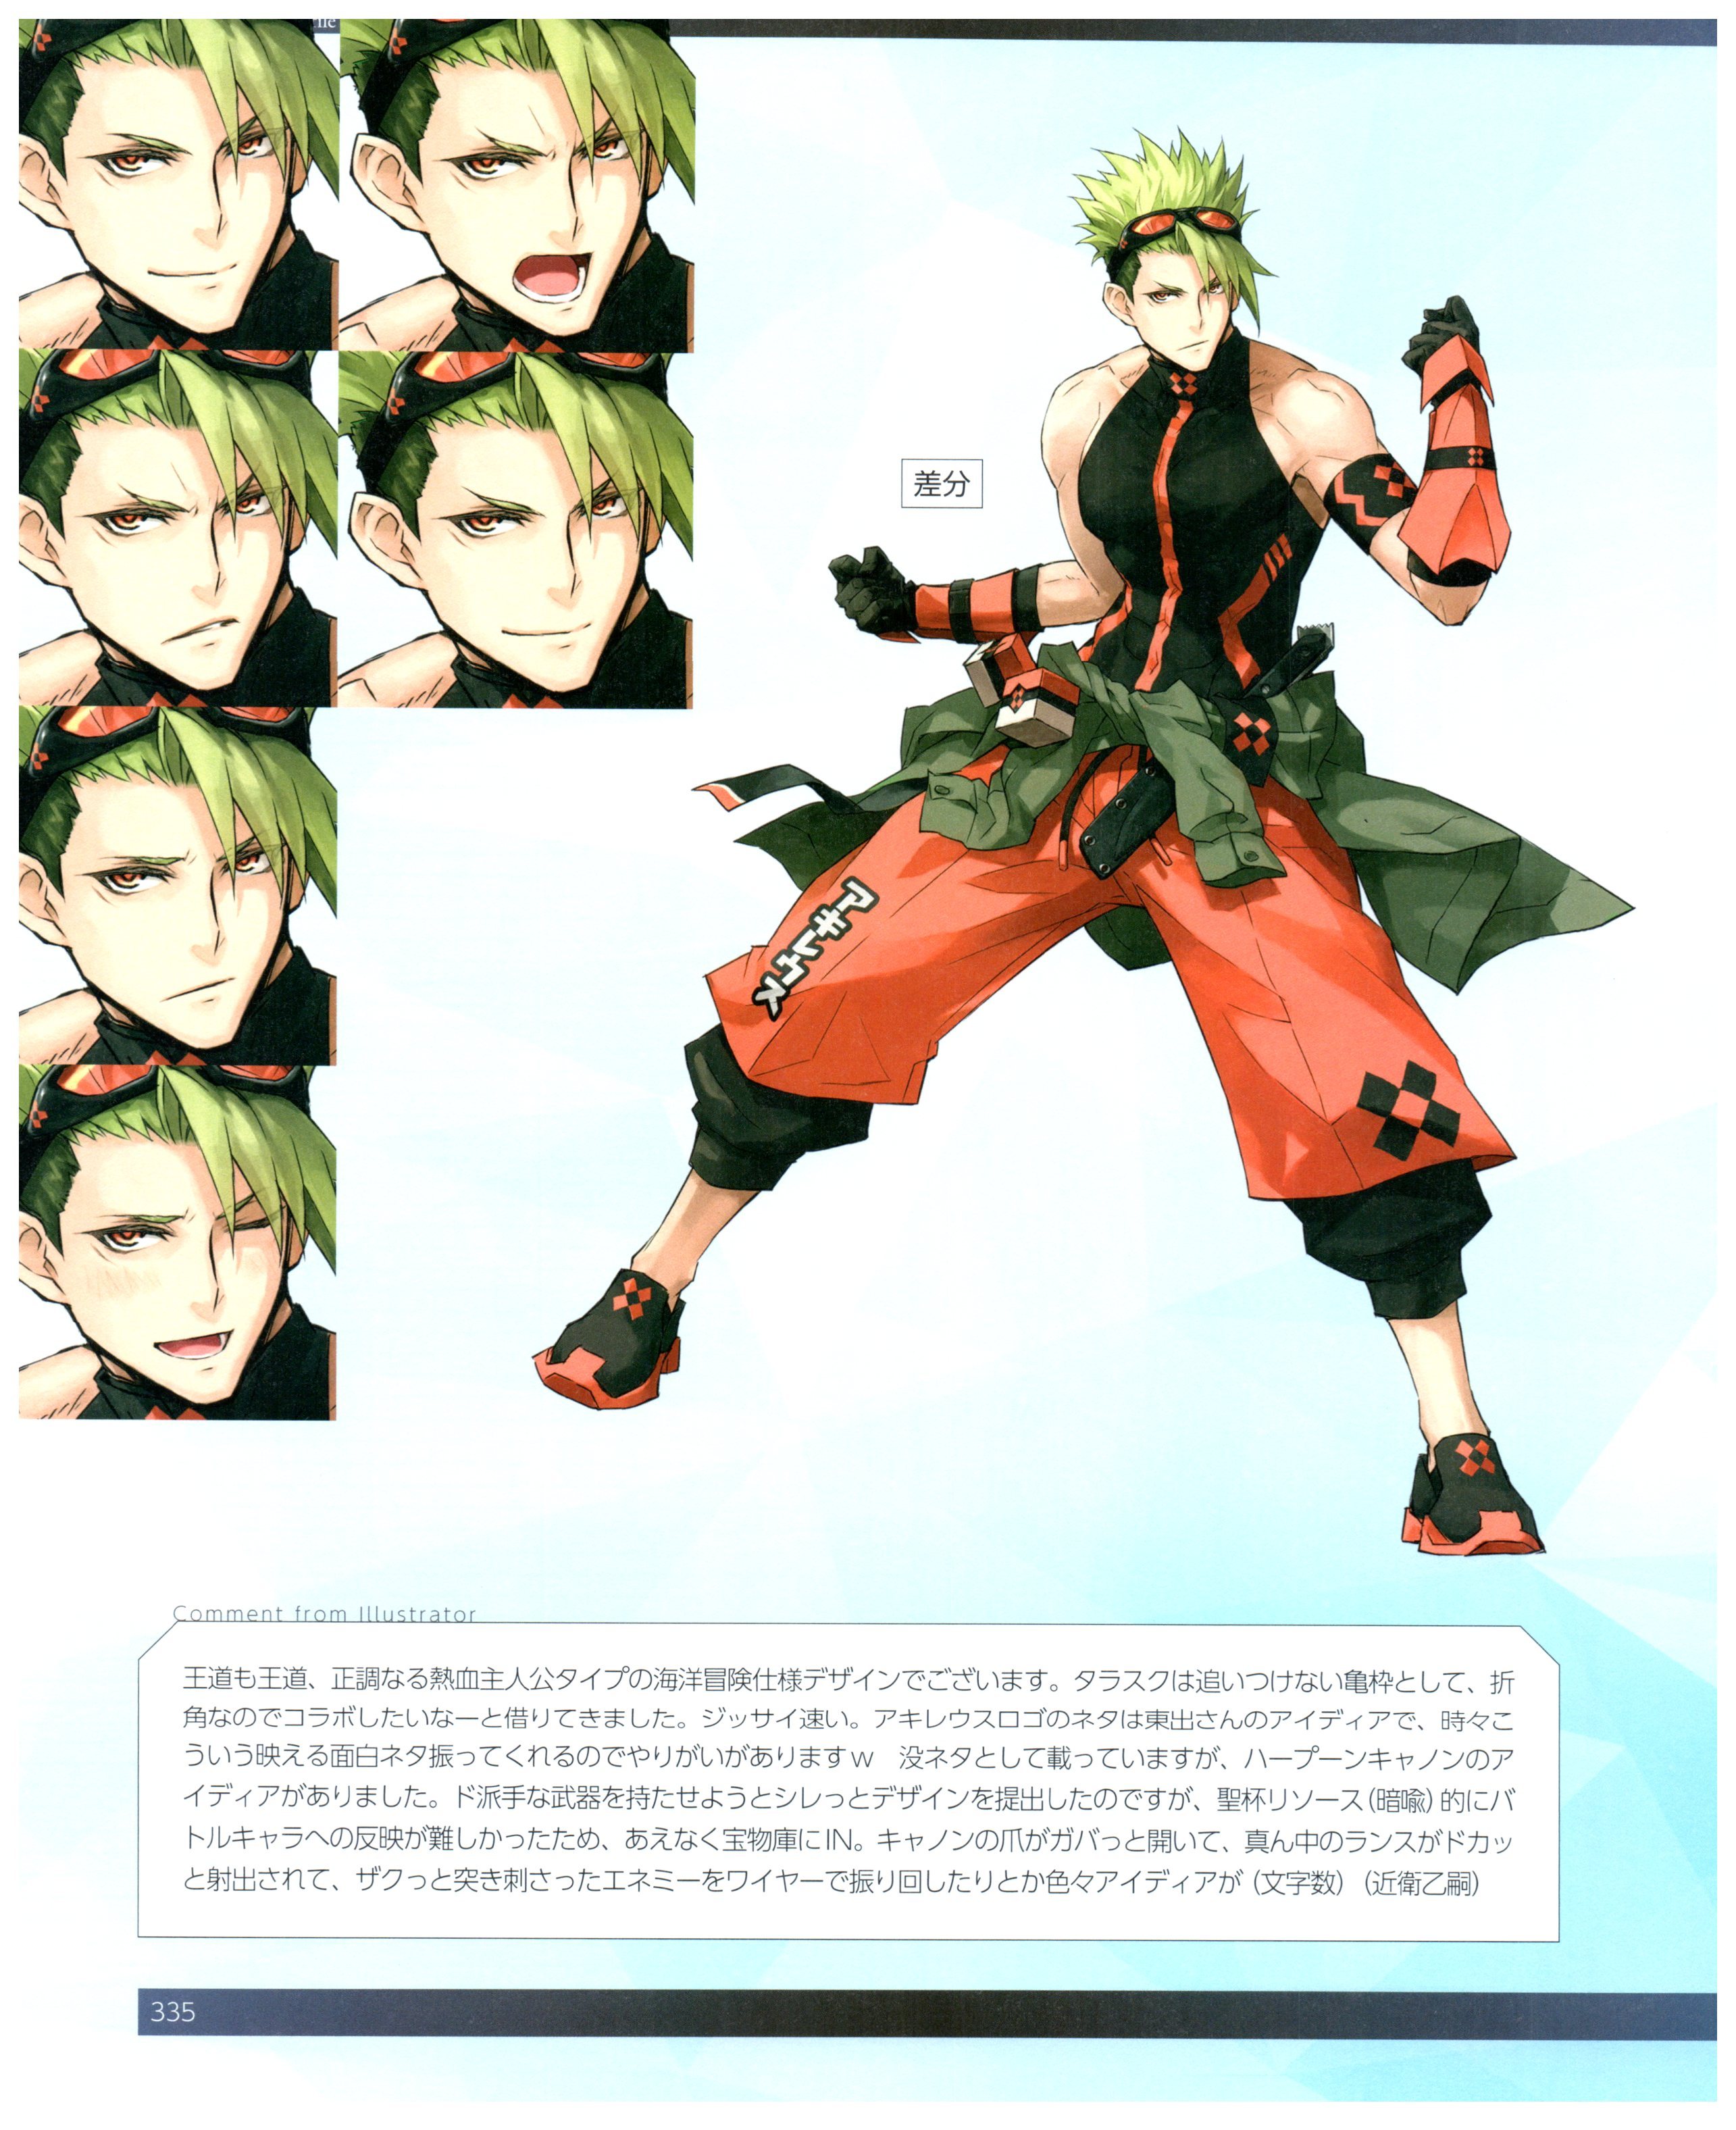 差分
アキレウス
Comment from Illustrator
王道も王道、正調なる熱血主人公タイプの海洋冒険仕様デザインでございます。タラスクは追いつけない亀枠として、折
角なのでコラボしたいなーと借りてきました。ジッサイ速い。アキレウスロゴのネタは東出さんのアイディアで、時々こ
ういう映える面白ネタ振ってくれるのでやりがいがありますｗ　没ネタとして載っていますが、ハープーンキャノンのア
イディアがありました。ド派手な武器を持たせようとシレっとデザインを提出したのですが、聖杯リソース（暗喩）的にバ
トルキャラへの反映が難しかったため、あえなく宝物庫にIN。キャノンの爪がガバっと開いて、真ん中のランスがドカッ
と射出されて、ザクっと突き刺さったエネミーをワイヤーで振り回したりとか色々アイディアが（文字数）（近衛乙嗣）
335